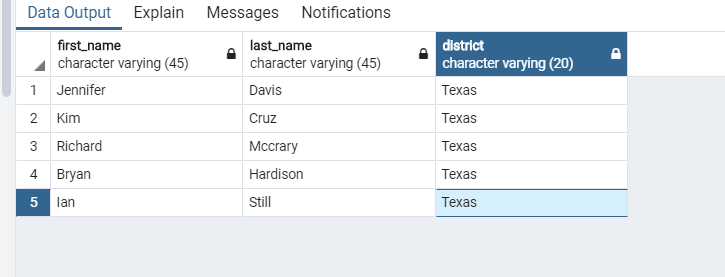 Data Output Explain Messages Notifications
first_name last_name district
character varying (45) character varying (45) character varying (20)
1 Jennifer Davis Texas
2 Kim Cruz Texas
3 Richard Mccrary Texas
4 Bryan Hardison Texas
5 Ian Still Texas